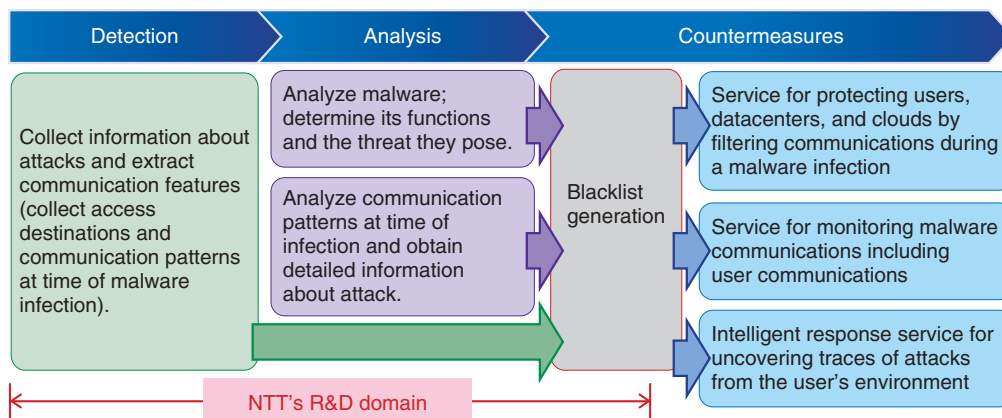 Detection
Analysis
Countermeasures
Collect information about
attacks and extract
communication features
(collect access
destinations and
communication patterns
at time of malware
infection).
Analyze malware;
determine its functions
and the threat they pose.
Analyze communication
patterns at time of
infection and obtain
detailed information
about attack.
Blacklist
generation
Service for protecting users,
datacenters, and clouds by
filtering communications during
a malware infection
Service for monitoring malware
communications including
user communications
Intelligent response service for
uncovering traces of attacks
from the user's environment
NTT's R&D domain